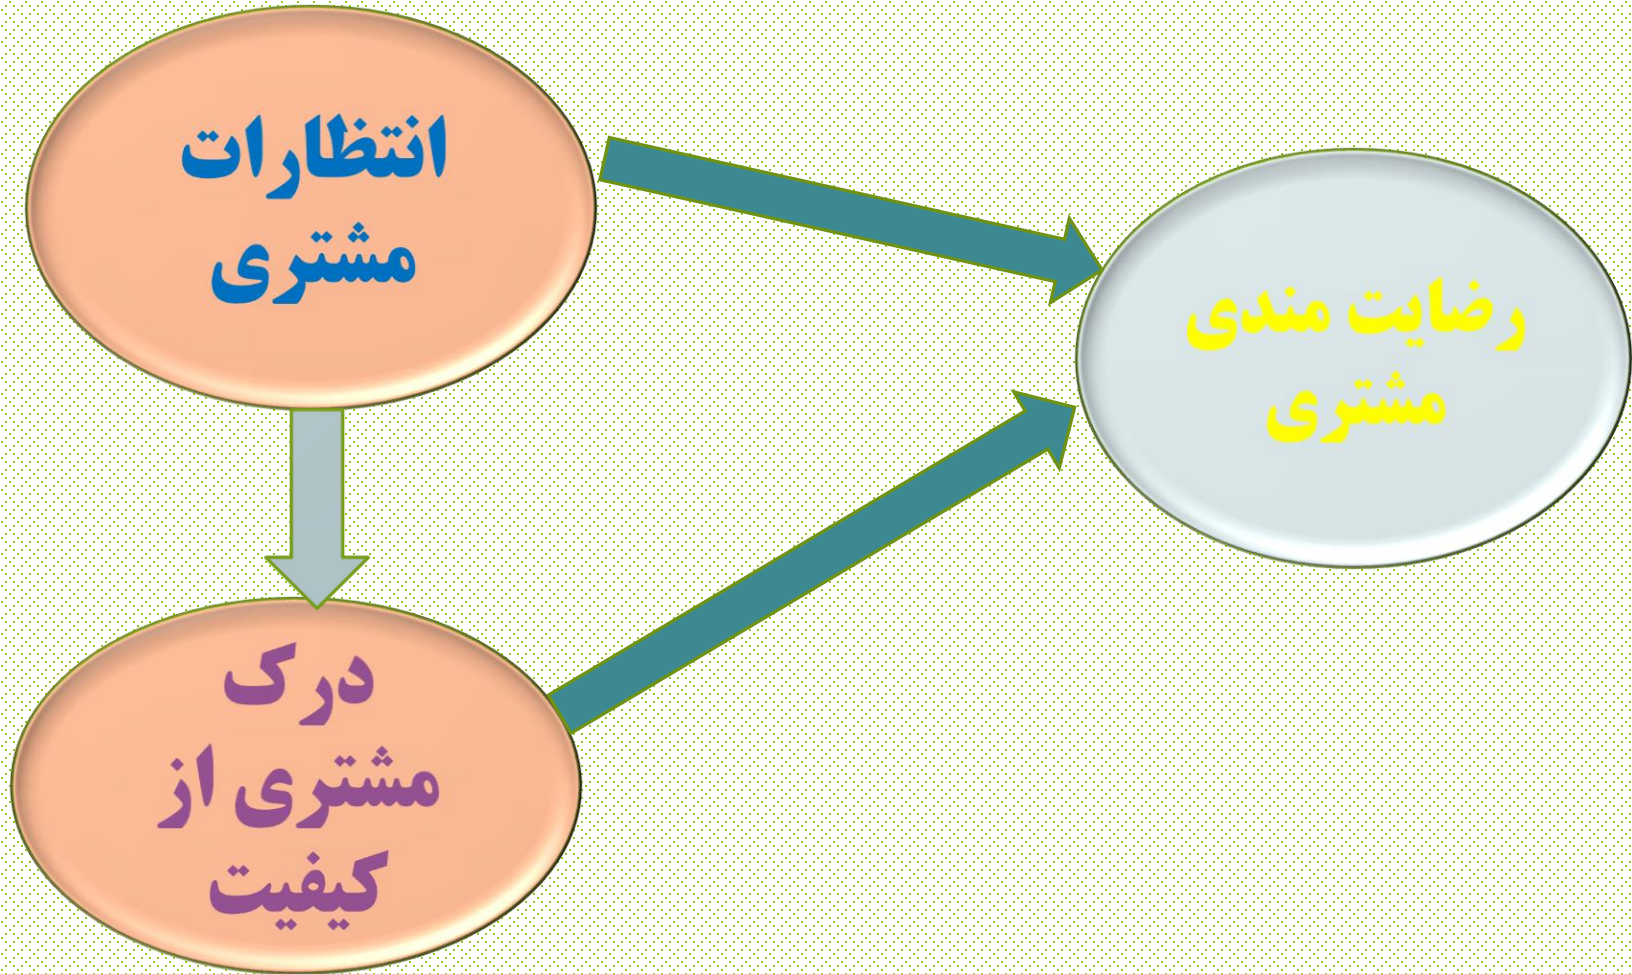 انتظارات
مشتری
رضایت مندی
مشتری
درک
مشتری از
کیفیت